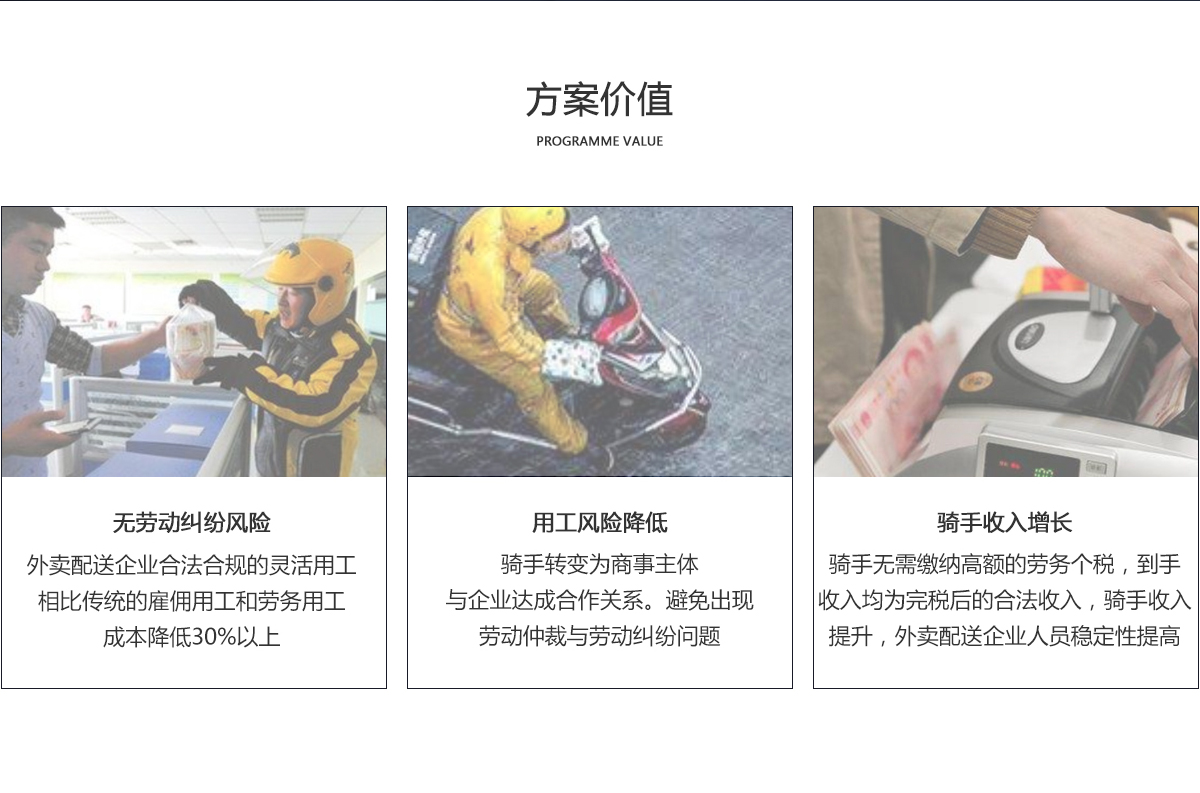 方案价值
PROGRAMME VALUE
无劳动纠纷风险
外卖配送企业合法合规的灵活用工
相比传统的雇佣用工和劳务用工
成本降低30%以上
用工风险降低
骑手转变为商事主体
与企业达成合作关系。避免出现
劳动仲裁与劳动纠纷问题
骑手收入增长
骑手无需缴纳高额的劳务个税，到手
收入均为完税后的合法收入，骑手收入
提升，外卖配送企业人员稳定性提高